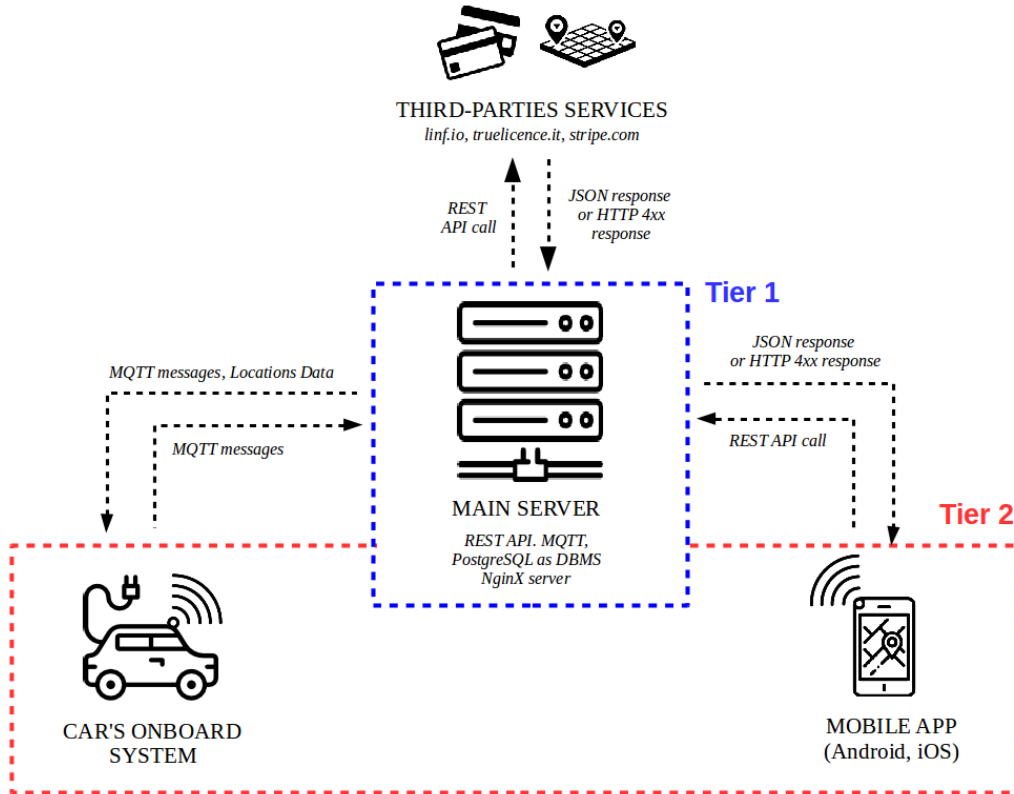 THIRD-PARTIES SERVICES
linf.io, truelicence.it, stripe.com
REST
API call
JSON response
or HTTP 4xx
response
Tier 1
JSON response
or HTTP 4xx response
MQTT messages, Locations Data
REST API call
MQTT messages
MAIN SERVER
REST API. MQTT,
PostgreSQL as DBMS
NginX server
Tier 2
CAR'S ONBOARD
SYSTEM
MOBILE APP
(Android, iOS)